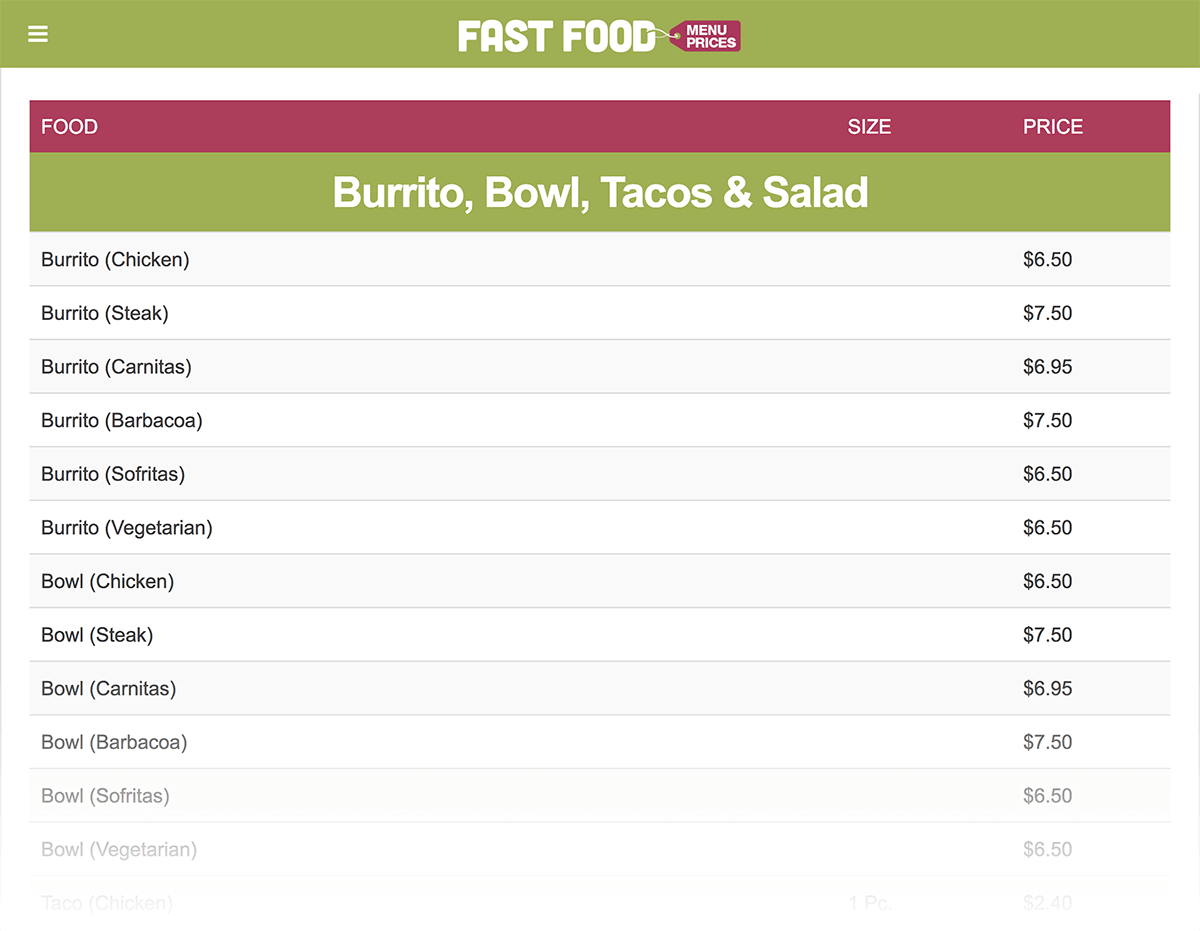 FAST FOOD MENU PRICES
FOOD SIZE PRICE
Burrito, Bowl, Tacos & Salad
Burrito (Chicken) $6.50
Burrito (Steak) $7.50
Burrito (Carnitas) $6.95
Burrito (Barbacoa) $7.50
Burrito (Sofritas) $6.50
Burrito (Vegetarian) $6.50
Bowl (Chicken) $6.50
Bowl (Steak) $7.50
Bowl (Carnitas) $6.95
Bowl (Barbacoa) $7.50
Bowl (Sofritas) $6.50
Bowl (Vegetarian) $6.50
Taco (Chicken) 1 Pc. $2.40